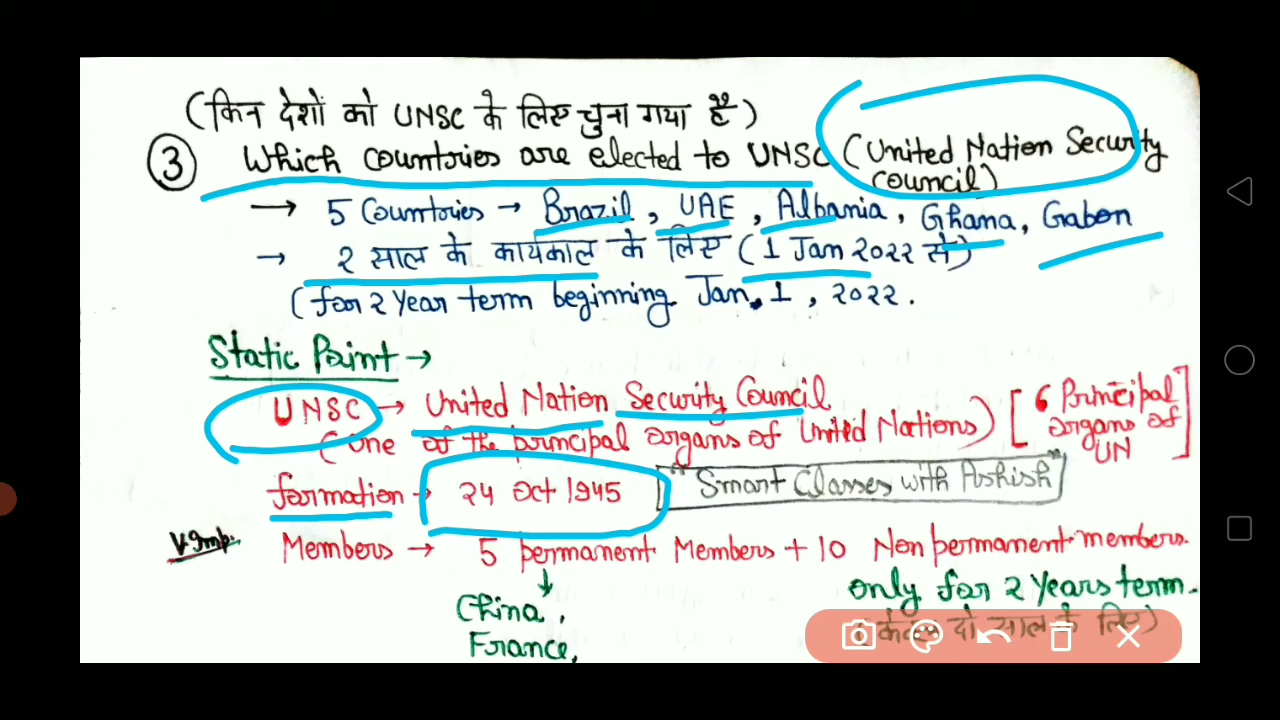 (किन देशों को UNSC के लिए चुना गया है)
③ Which countries are elected to UNSC (United Nation Security council)
→ 5 Countries → Brazil, UAE, Albania, Ghana, Gabon
→ 2 साल के कार्यकाल के लिए (1 Jan 2022 से)
(for 2 Year term beginning Jan. 1, 2022.
Static Point →
UNSC → United Nation Security Council
(One of the principal organs of United Nations) [6 Principal organs of UN]
formation → 24 Oct 1945 "Smart Classes with Ashish"
V.Imp. Members → 5 permanent Members + 10 Non permanent members.
only for 2 Years term.
(केवल दो साल के लिए)
China,
France,